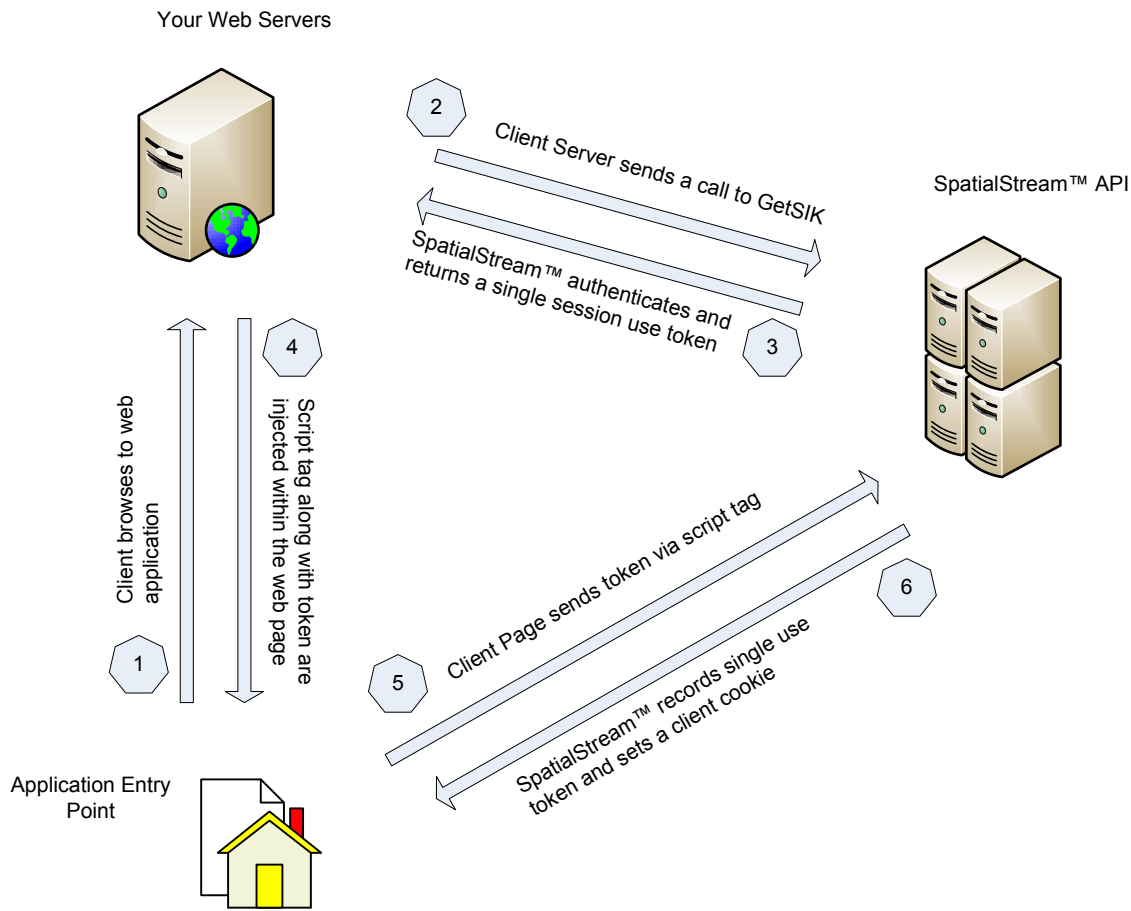 Your Web Servers
2
Client Server sends a call to GetSIK
SpatialStream™ API
SpatialStream™ authenticates and
returns a single session use token
3
4
Script tag along with token are
injected within the web page
Client browses to web
application
1
5
Client Page sends token via script tag
6
SpatialStream™ records single use
token and sets a client cookie
Application Entry
Point